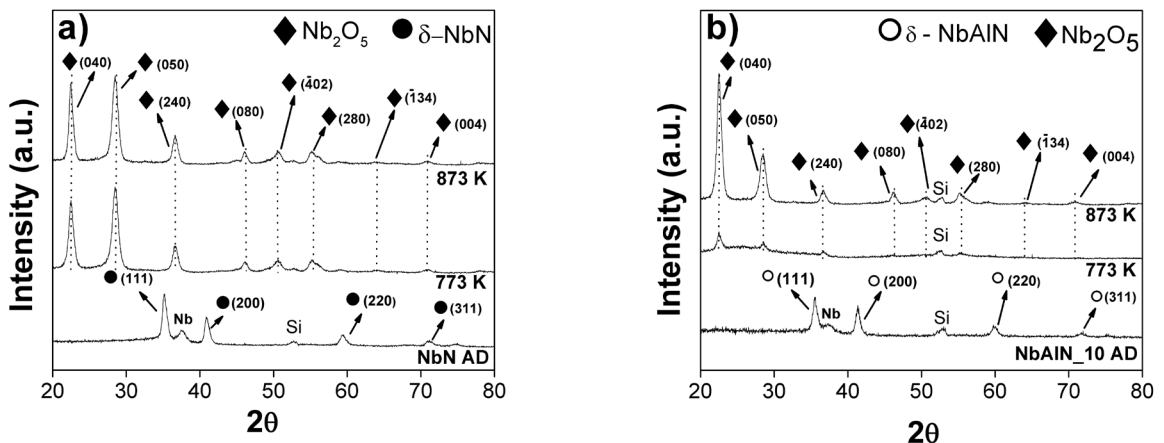 a)
◆ Nb₂O₅ ● δ–NbN
◆ (040)
◆ (050)
◆ (240)
◆ (080)
◆ (4̄02)
◆ (280)
◆ (1̄34)
◆ (004)
873 K
773 K
● (111)
Nb
● (200)
Si
● (220)
● (311)
NbN AD
Intensity (a.u.)
20 30 40 50 60 70 80
2θ
b)
○ δ - NbAlN ◆ Nb₂O₅
◆ (040)
◆ (050)
◆ (240)
◆ (080)
◆ (4̄02)
Si
◆ (280)
◆ (1̄34)
◆ (004)
873 K
Si
773 K
○ (111)
Nb
○ (200)
Si
○ (220)
○ (311)
NbAlN_10 AD
Intensity (a.u.)
20 30 40 50 60 70 80
2θ